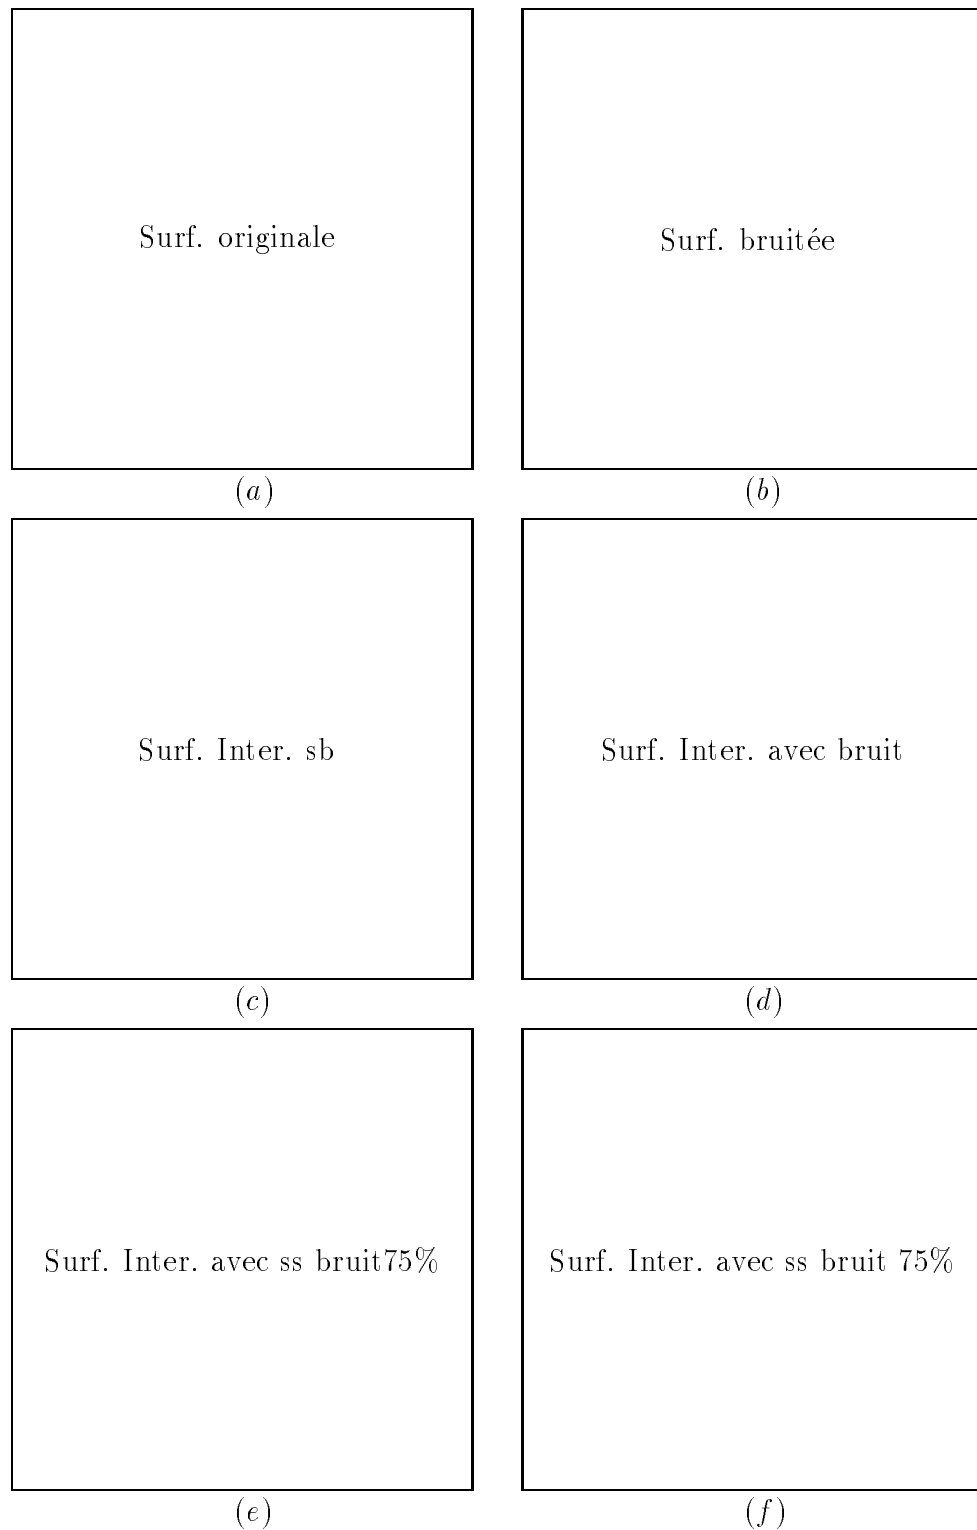 Surf. originale
Surf. bruitée
(a)
(b)
Surf. Inter. sb
Surf. Inter. avec bruit
(c)
(d)
Surf. Inter. avec ss bruit75%
Surf. Inter. avec ss bruit 75%
(e)
(f)